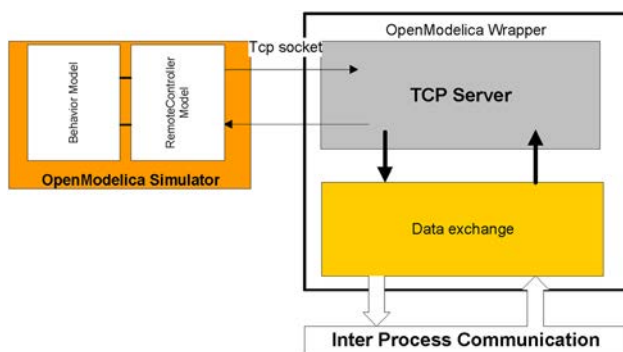 OpenModelica Wrapper
Tcp socket
TCP Server
Behavior Model
RemoteController
Model
OpenModelica Simulator
Data exchange
Inter Process Communication